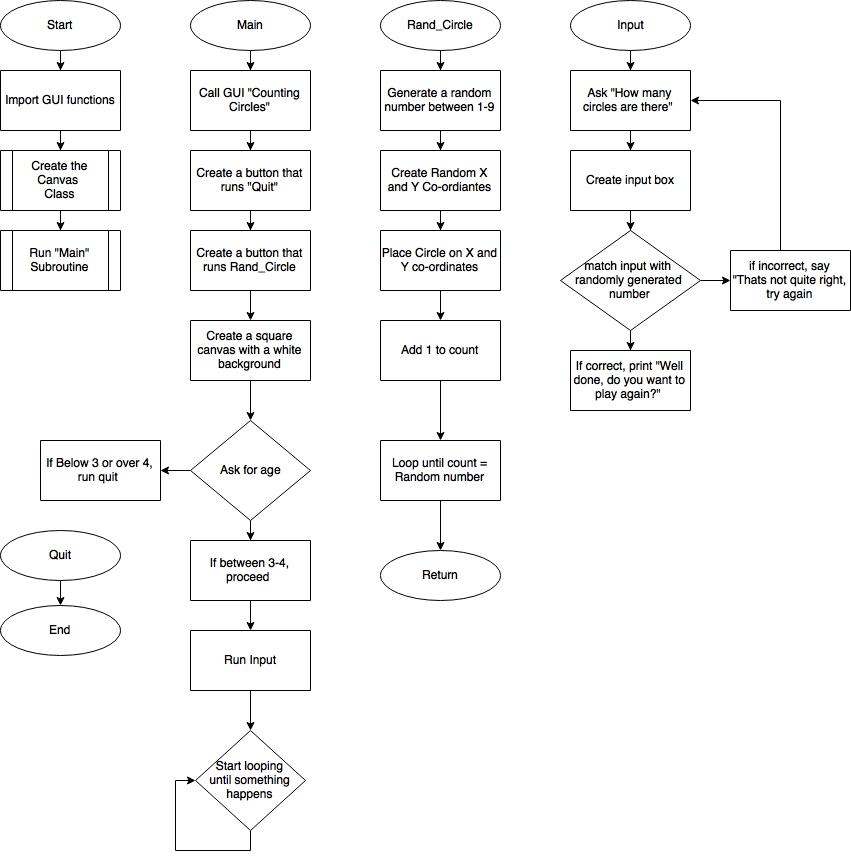 Start
Import GUI functions
Create the
Canvas
Class
Run "Main"
Subroutine
Quit
End
Main
Call GUI "Counting
Circles"
Create a button that
runs "Quit"
Create a button that
runs Rand_Circle
Create a square
canvas with a white
background
Ask for age
If Below 3 or over 4,
run quit
If between 3-4,
proceed
Run Input
Start looping
until something
happens
Rand_Circle
Generate a random
number between 1-9
Create Random X
and Y Co-ordiantes
Place Circle on X and
Y co-ordinates
Add 1 to count
Loop until count =
Random number
Return
Input
Ask "How many
circles are there"
Create input box
match input with
randomly generated
number
if incorrect, say
"Thats not quite right,
try again
If correct, print "Well
done, do you want to
play again?"